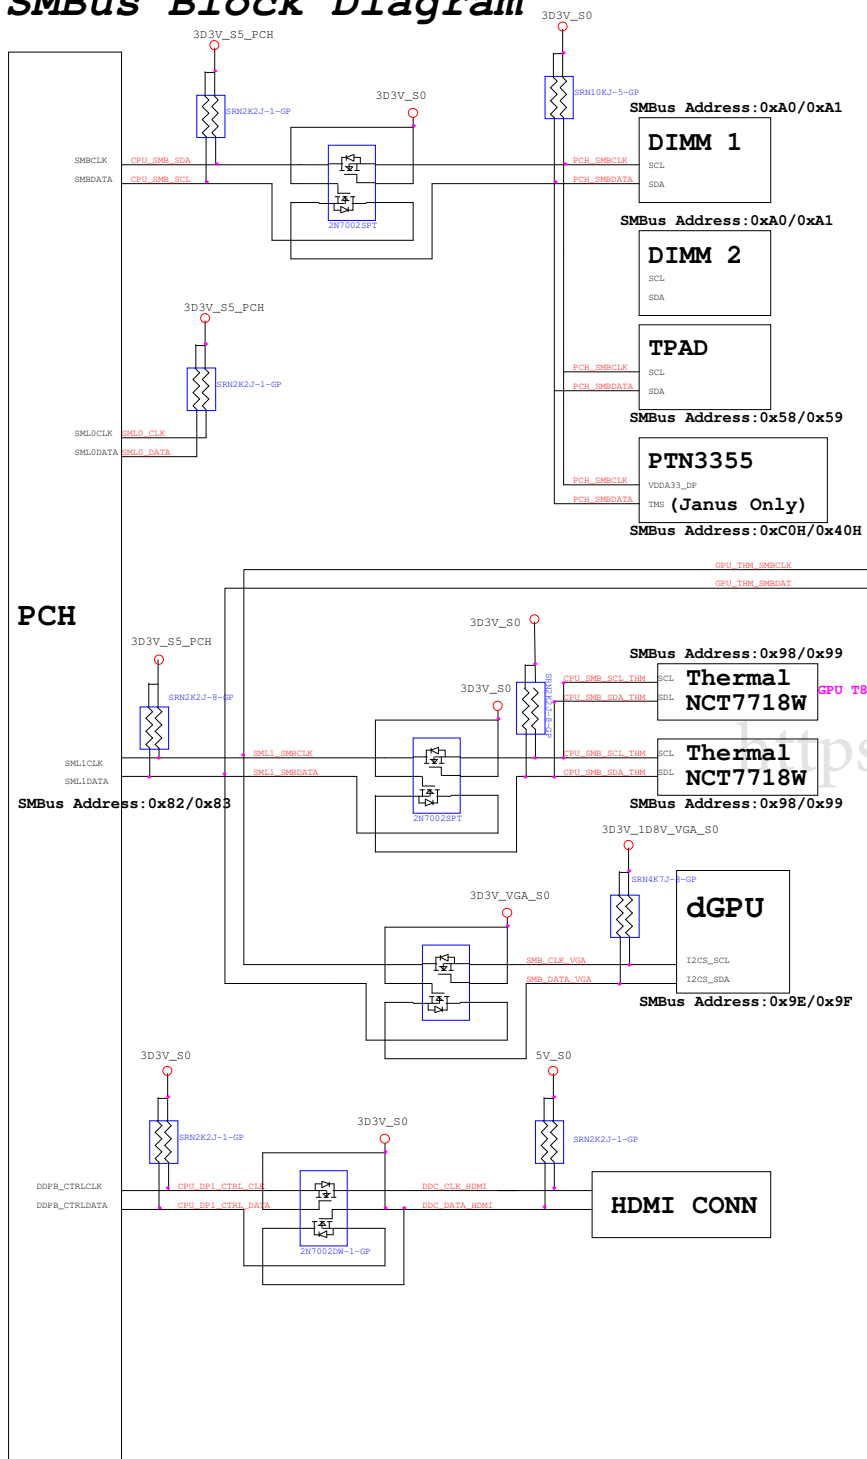 SMBus Block Diagram
3D3V_S5_PCH
3D3V_S0
SRN2K2J-1-GP
3D3V_S0
SRN10KJ-5-GP
SMBus Address:0xA0/0xA1
DIMM 1
SMBCLK
CPU_SMB_SDA
PCH_SMBCLK
SCL
SMBDATA
CPU_SMB_SCL
PCH_SMBDATA
SDA
2N7002SPT
SMBus Address:0xA0/0xA1
DIMM 2
SCL
SDA
3D3V_S5_PCH
SRN2K2J-1-GP
TPAD
PCH_SMBCLK
SCL
PCH_SMBDATA
SDA
SMBus Address:0x58/0x59
SML0CLK
SML0_CLK
SML0DATA
SML0_DATA
PTN3355
PCH_SMBCLK
VDDA33_DP
PCH_SMBDATA
TMS
(Janus Only)
SMBus Address:0xC0H/0x40H
GPU_THM_SMBCLK
GPU_THM_SMBDAT
PCH
3D3V_S5_PCH
3D3V_S0
SRN2K2J-8-GP
3D3V_S0
SRN2K2J-8-GP
SMBus Address:0x98/0x99
CPU_SMB_SCL_THM
SCL
Thermal
CPU_SMB_SDA_THM
SDL
NCT7718W
GPU T8
https
SML1CLK
SML1_SMBCLK
CPU_SMB_SCL_THM
SCL
Thermal
SML1DATA
SML1_SMBDATA
CPU_SMB_SDA_THM
SDL
NCT7718W
SMBus Address:0x82/0x83
2N7002SPT
SMBus Address:0x98/0x99
3D3V_1D8V_VGA_S0
3D3V_VGA_S0
SRN4K7J-8-GP
dGPU
SMB_CLK_VGA
I2CS_SCL
SMB_DATA_VGA
I2CS_SDA
SMBus Address:0x9E/0x9F
3D3V_S0
5V_S0
SRN2K2J-1-GP
3D3V_S0
SRN2K2J-1-GP
DDPB_CTRLCLK
CPU_DP1_CTRL_CLK
DDC_CLK_HDMI
DDPB_CTRLDATA
CPU_DP1_CTRL_DATA
DDC_DATA_HDMI
HDMI CONN
2N7002DW-1-GP